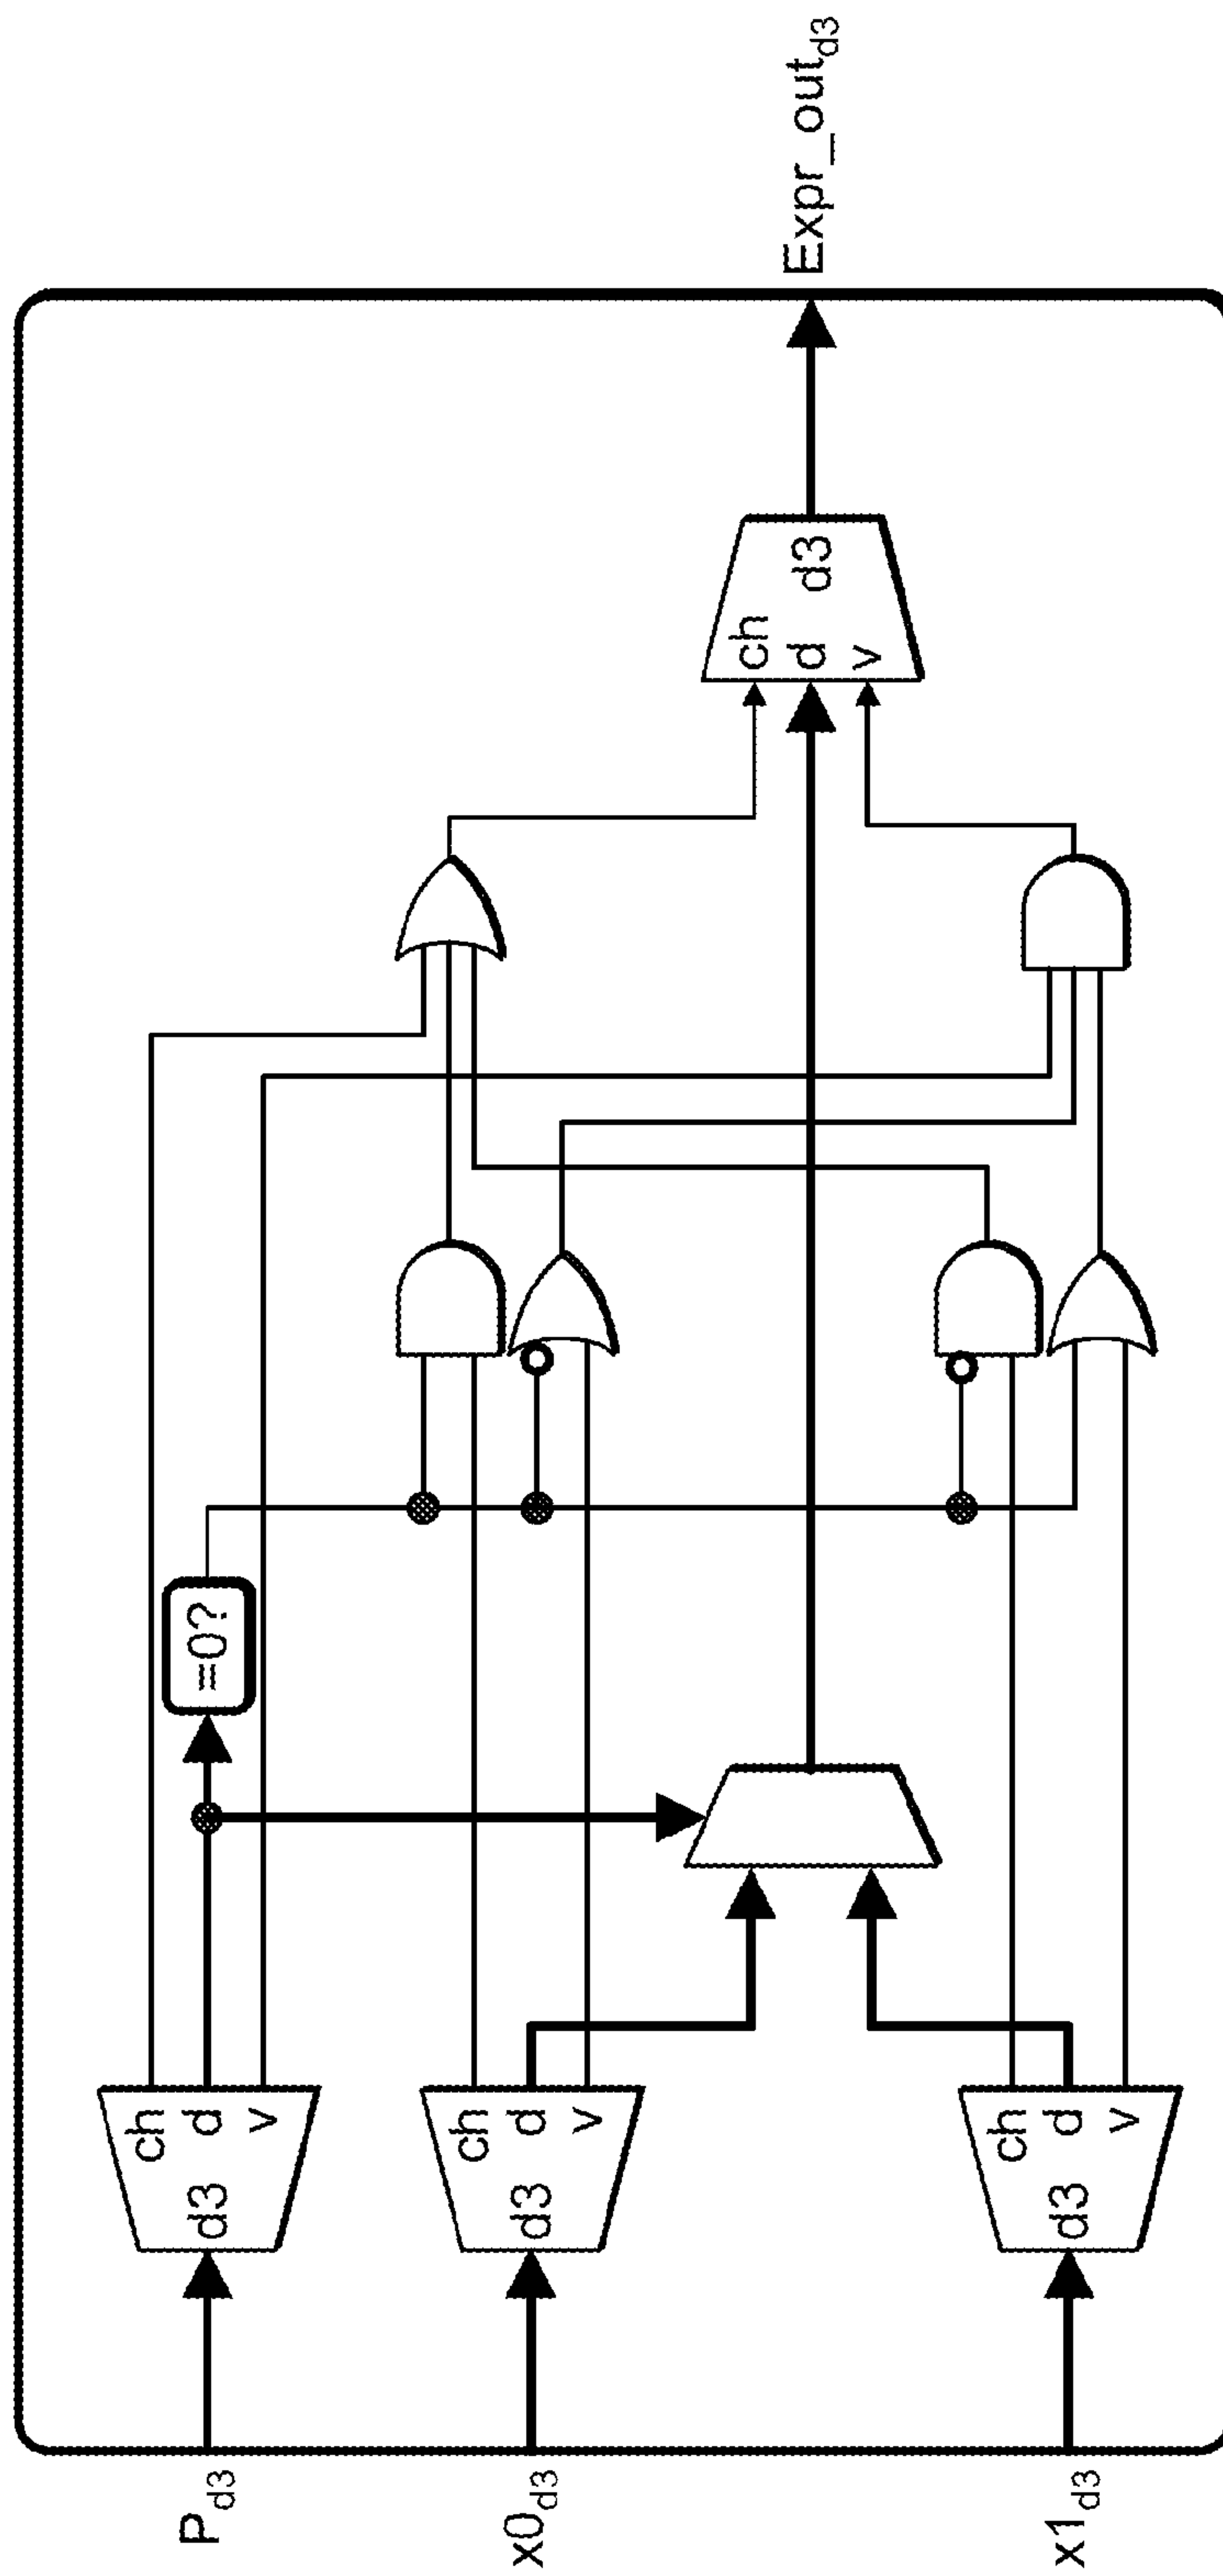 P_d3
ch
d3 d
v
=0?
x0_d3
ch
d3 d
v
ch
d d3
v
Expr_out_d3
x1_d3
ch
d3 d
v